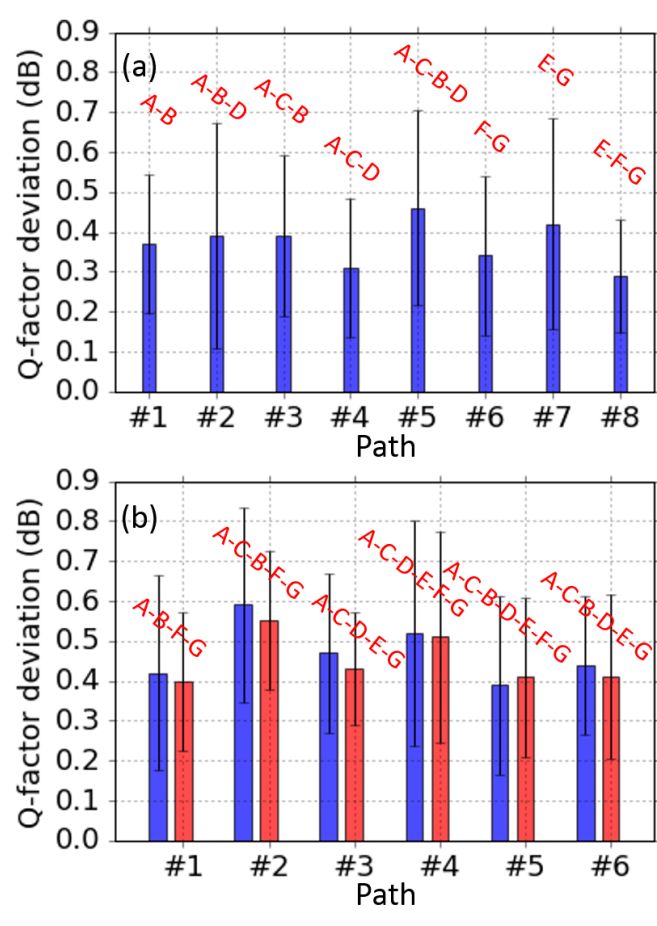 (a)
Q-factor deviation (dB)
0.9
0.8
0.7
0.6
0.5
0.4
0.3
0.2
0.1
0.0
A-B
A-B-D
A-C-B
A-C-D
A-C-B-D
F-G
E-G
E-F-G
#1 #2 #3 #4 #5 #6 #7 #8
Path
(b)
Q-factor deviation (dB)
0.9
0.8
0.7
0.6
0.5
0.4
0.3
0.2
0.1
0.0
A-B-F-G
A-C-B-F-G
A-C-D-E-G
A-C-D-E-F-G
A-C-B-D-E-F-G
A-C-B-D-E-G
#1 #2 #3 #4 #5 #6
Path